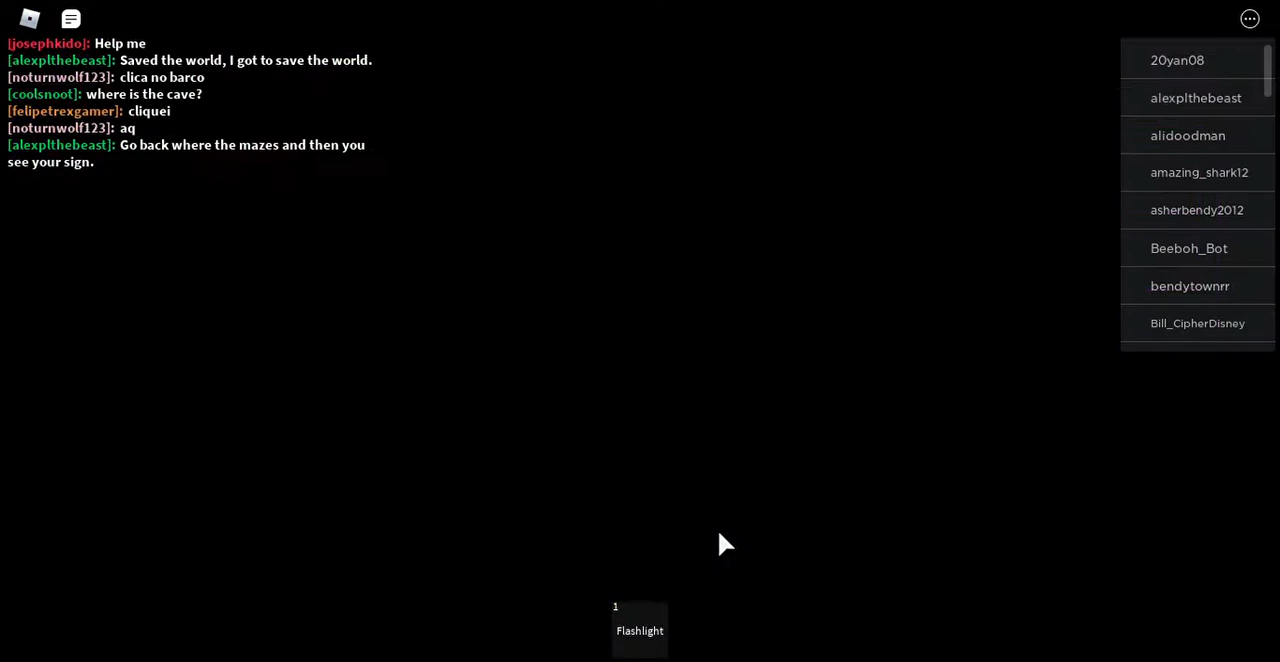 [josephkido]: Help me
[alexplthebeast]: Saved the world, I got to save the world.
[noturnwolf123]: clica no barco
[coolsnoot]: where is the cave?
[felipetrexgamer]: cliquei
[noturnwolf123]: aq
[alexplthebeast]: Go back where the mazes and then you
see your sign.
20yan08
alexplthebeast
alidoodman
amazing_shark12
asherbendy2012
Beeboh_Bot
bendytownrr
Bill_CipherDisney
1
Flashlight